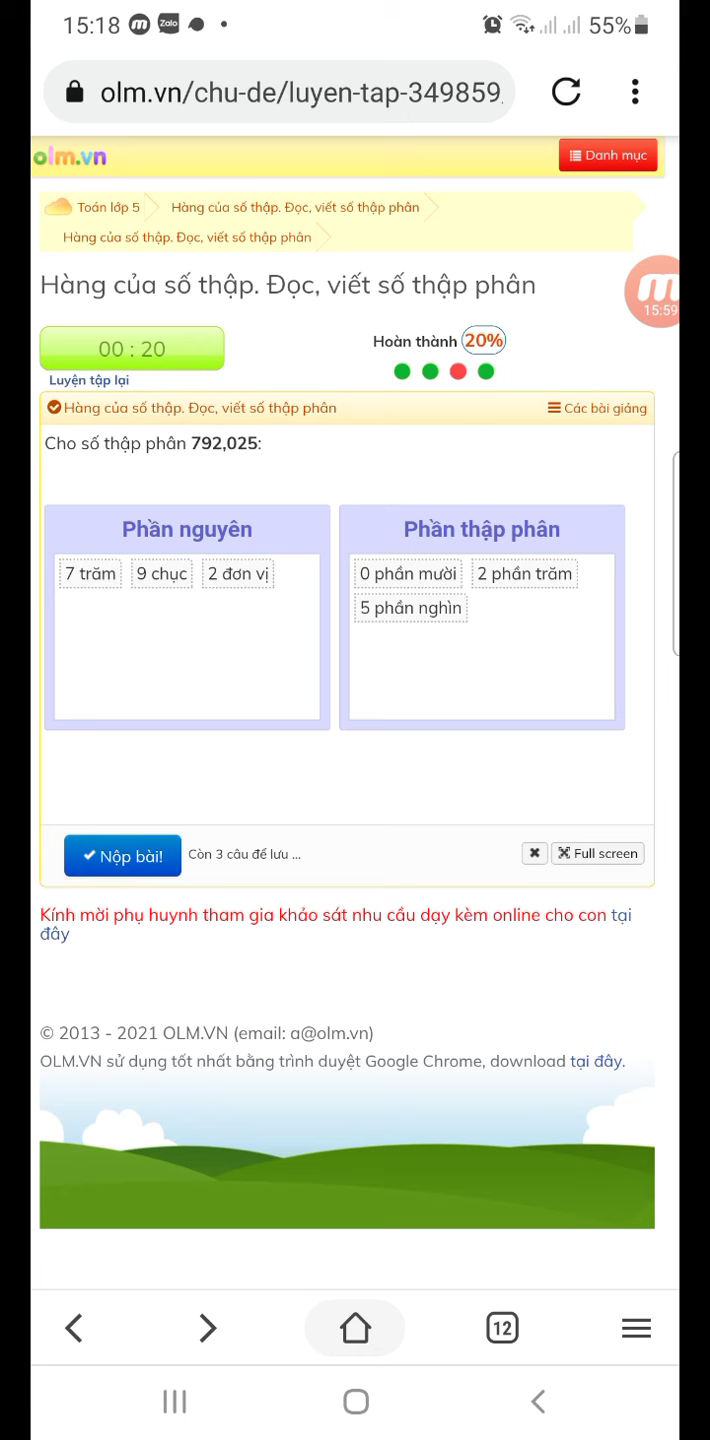 15:18 Zalo 55%
olm.vn/chu-de/luyen-tap-349859
olm.vn
Danh mục
Toán lớp 5
Hàng của số thập. Đọc, viết số thập phân
Hàng của số thập. Đọc, viết số thập phân
Hàng của số thập. Đọc, viết số thập phân
15:59
00 : 20
Hoàn thành 20%
Luyện tập lại
Hàng của số thập. Đọc, viết số thập phân
Các bài giảng
Cho số thập phân 792,025:
Phần nguyên
7 trăm 9 chục 2 đơn vị
Phần thập phân
0 phần mười 2 phần trăm
5 phần nghìn
Nộp bài!
Còn 3 câu để lưu ...
Full screen
Kính mời phụ huynh tham gia khảo sát nhu cầu dạy kèm online cho con tại
đây
© 2013 - 2021 OLM.VN (email: a@olm.vn)
OLM.VN sử dụng tốt nhất bằng trình duyệt Google Chrome, download tại đây.
12